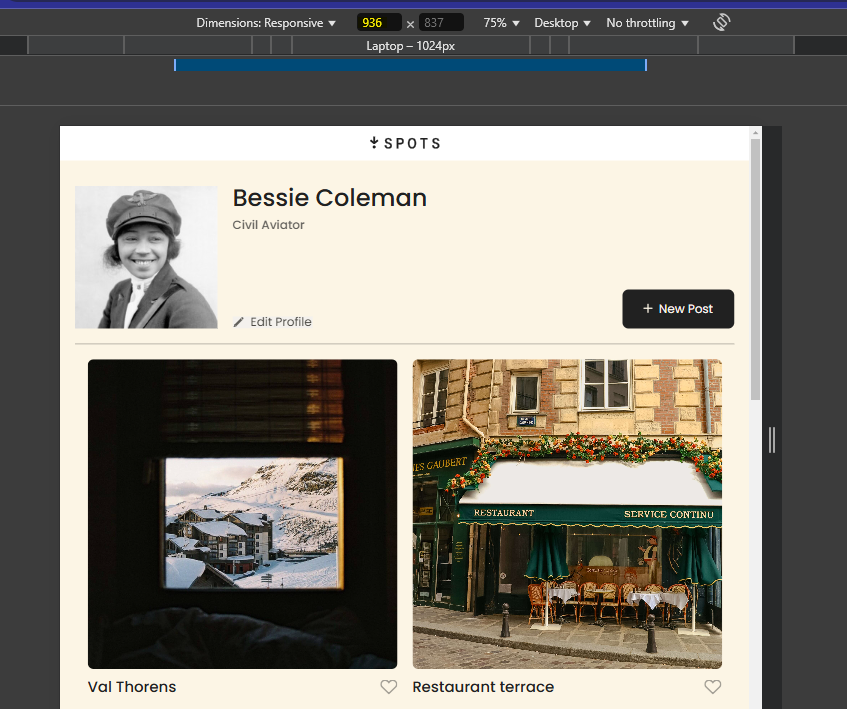 Dimensions: Responsive ▼ 936 × 837 75% ▼ Desktop ▼ No throttling ▼
Laptop – 1024px
SPOTS
Bessie Coleman
Civil Aviator
Edit Profile
+ New Post
ES GAUBERT
RESTAURANT SERVICE CONTINU
Val Thorens
Restaurant terrace